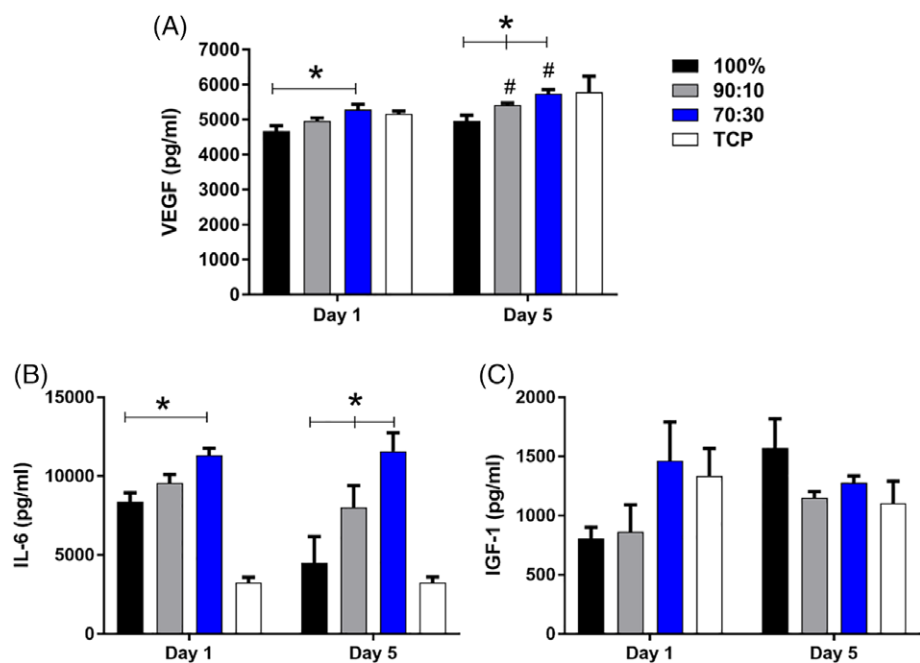 (A)
VEGF (pg/ml)
7000
6000
5000
4000
3000
2000
1000
0
*
*
# #
Day 1 Day 5
100%
90:10
70:30
TCP
(B)
IL-6 (pg/ml)
15000
10000
5000
0
*
*
Day 1 Day 5
(C)
IGF-1 (pg/ml)
2000
1500
1000
500
0
Day 1 Day 5